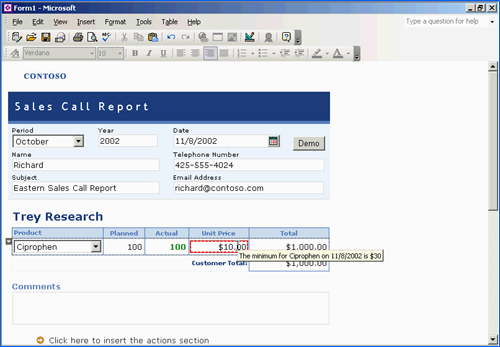 Form1 - Microsoft
File Edit View Insert Format Tools Table Help
Type a question for help
Verdana 10 B I U
CONTOSO
Sales Call Report
Period Year Date
October 2002 11/8/2002 Demo
Name Telephone Number
Richard 425-555-4024
Subject Email Address
Eastern Sales Call Report richard@contoso.com
Trey Research
Product Planned Actual Unit Price Total
Ciprophen 100 100 $10.00 $1,000.00
The minimum for Ciprophen on 11/8/2002 is $30
Customer Total: $1,000.00
Comments
Click here to insert the actions section